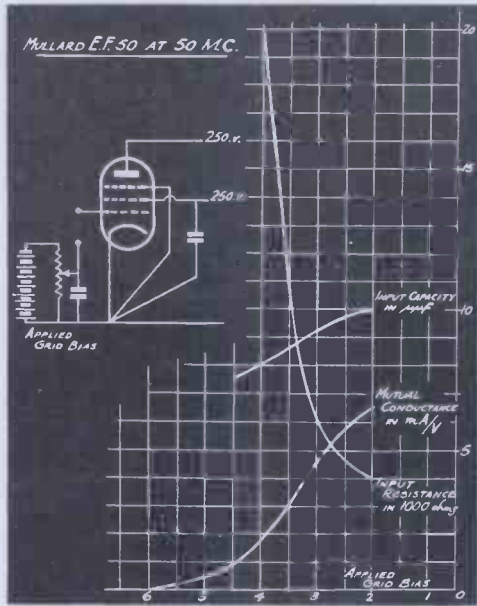 MULLARD E.F.50 AT 50 M.C.
20
250.v.
250.v.
15
APPLIED
GRID BIAS
INPUT CAPACITY
IN µµF
10
MUTUAL
CONDUCTANCE
IN mA/V
5
INPUT
RESISTANCE
IN 1000 ohms
APPLIED
GRID BIAS
6 5 4 3 2 1 0